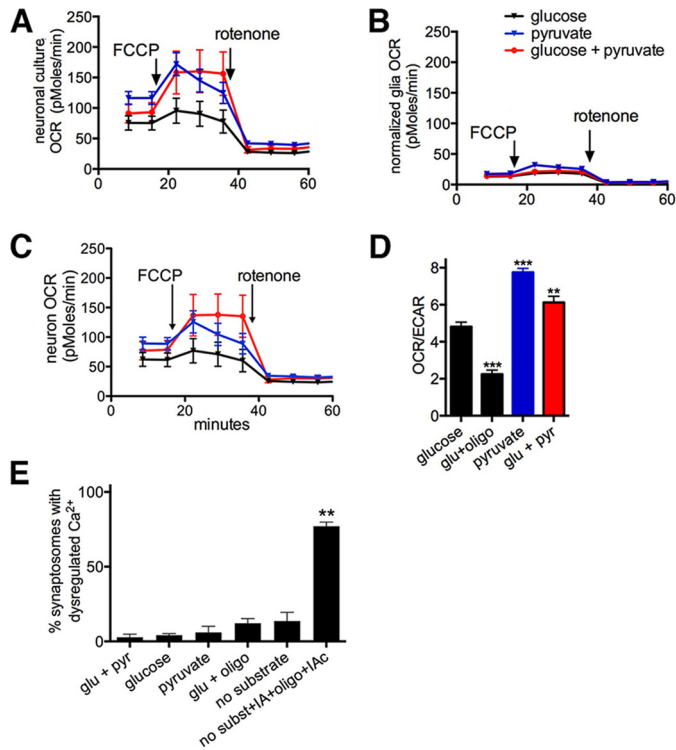 A
neuronal culture
OCR
(pMoles/min)
250
200
150
100
50
0
0
20
40
60
FCCP
rotenone
B
glucose
pyruvate
glucose + pyruvate
normalized glia OCR
(pMoles/min)
250
200
150
100
50
0
0
20
40
60
FCCP
rotenone
C
neuron OCR
(pMoles/min)
250
200
150
100
50
0
0
20
40
60
minutes
FCCP
rotenone
D
OCR/ECAR
8
6
4
2
0
***
***
**
glucose
glu+oligo
pyruvate
glu + pyr
E
% synaptosomes with
dysregulated Ca²⁺
100
50
0
**
glu + pyr
glucose
pyruvate
glu + oligo
no substrate
no subst+IA+oligo+IAc